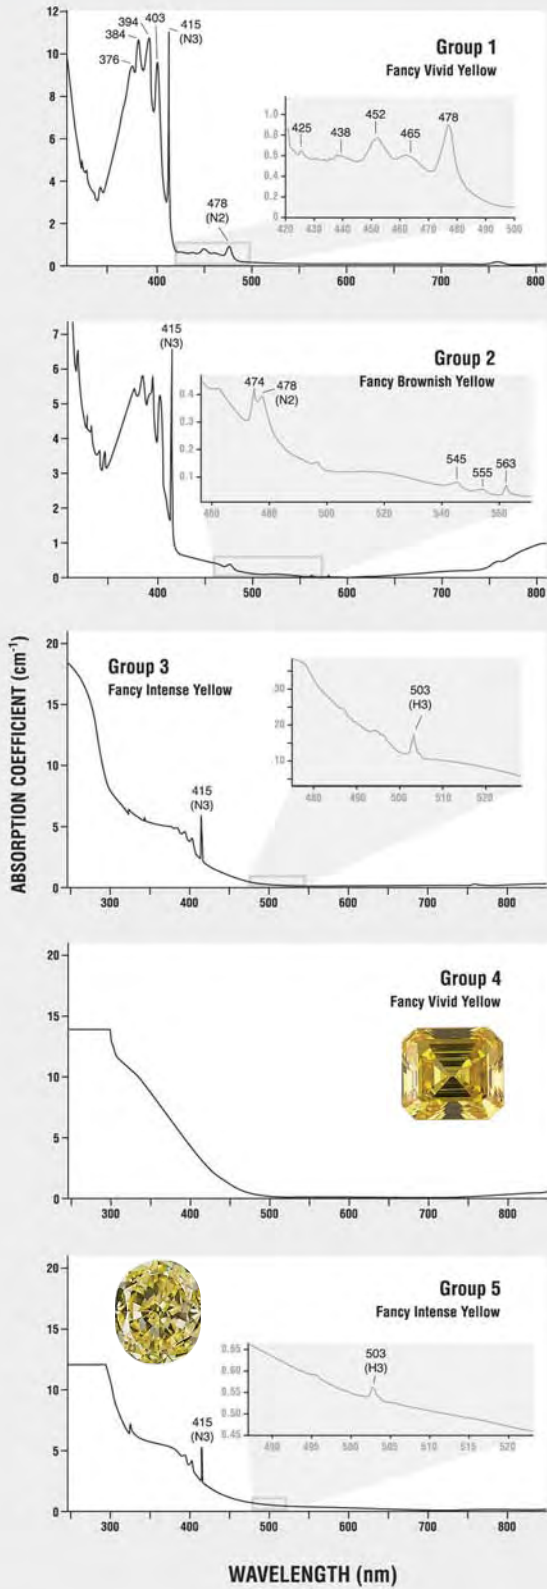 ABSORPTION COEFFICIENT (cm-1)
12
10
8
6
4
2
0
376
384
394
403
415
(N3)
Group 1
Fancy Vivid Yellow
478
(N2)
1.0
0.8
0.6
0.4
0.2
0
425
438
452
465
478
420 430 440 450 460 470 480 490 500
400 500 600 700 800
7
6
5
4
3
2
1
0
415
(N3)
Group 2
Fancy Brownish Yellow
0.4
0.3
0.2
0.1
474
478
(N2)
545
555
563
460 480 500 520 540 560
400 500 600 700 800
20
15
10
5
0
Group 3
Fancy Intense Yellow
415
(N3)
30
20
10
503
(H3)
480 490 500 510 520
300 400 500 600 700 800
20
15
10
5
0
Group 4
Fancy Vivid Yellow
300 400 500 600 700 800
20
15
10
5
0
Group 5
Fancy Intense Yellow
415
(N3)
0.65
0.60
0.55
0.50
0.45
503
(H3)
490 495 500 505 510 515 520
300 400 500 600 700 800
WAVELENGTH (nm)